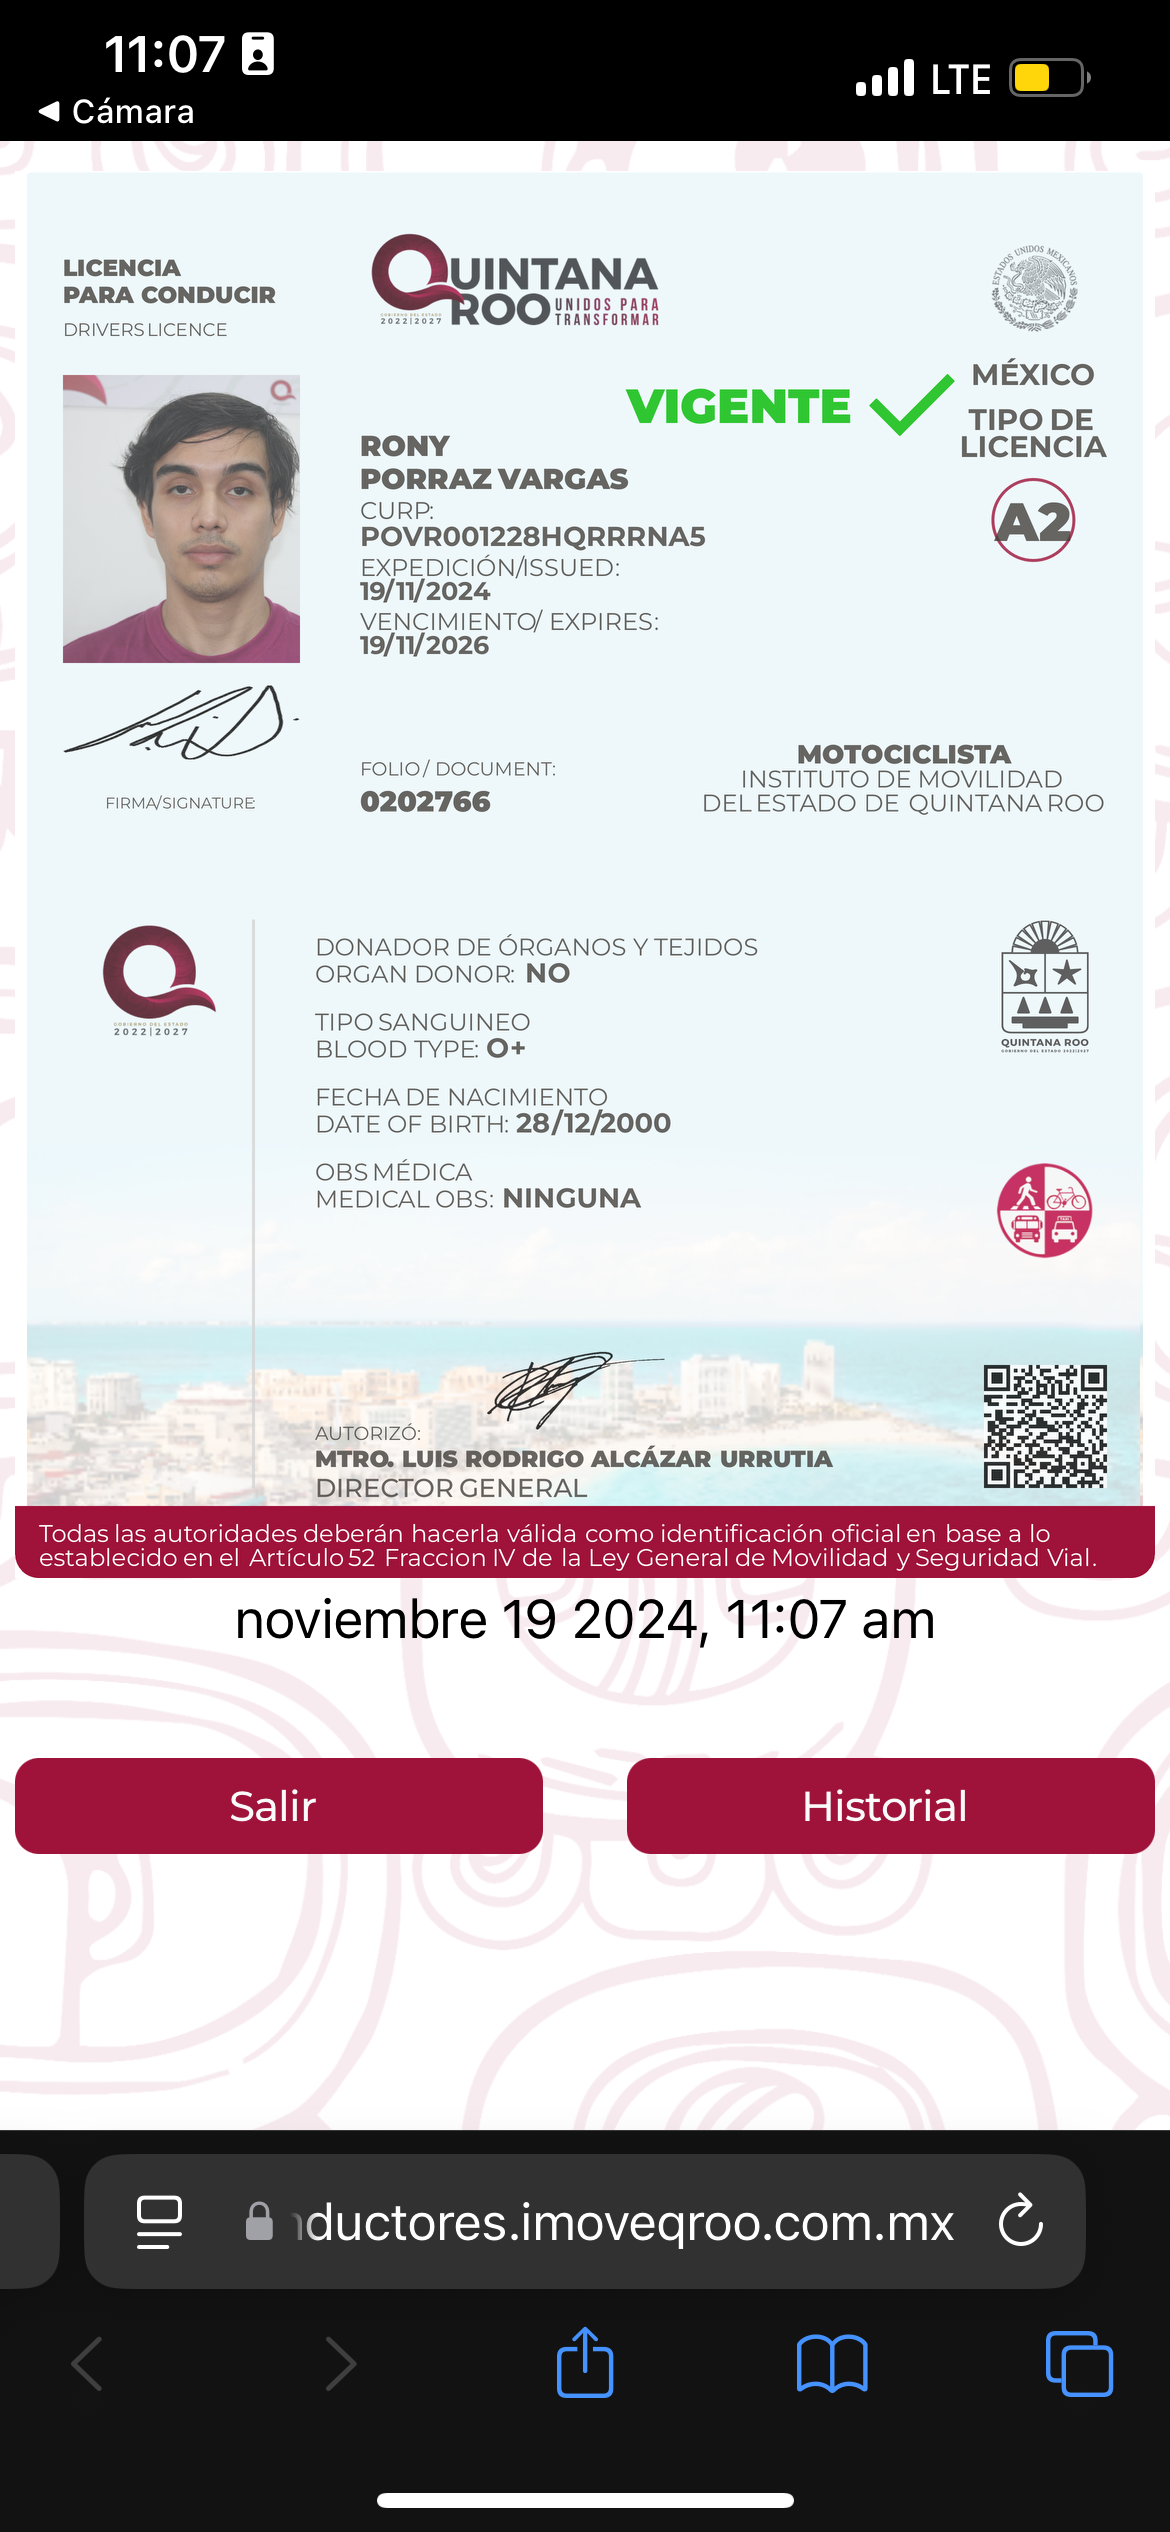 11:07
LTE
◀ Cámara
LICENCIA
PARA CONDUCIR
DRIVERS LICENCE
QUINTANA
ROO UNIDOS PARA
TRANSFORMAR
GOBIERNO DEL ESTADO
2022|2027
ESTADOS UNIDOS MEXICANOS
MÉXICO
VIGENTE
TIPO DE
LICENCIA
A2
RONY
PORRAZ VARGAS
CURP:
POVR001228HQRRRNA5
EXPEDICIÓN/ISSUED:
19/11/2024
VENCIMIENTO/ EXPIRES:
19/11/2026
FIRMA/SIGNATURE:
FOLIO/ DOCUMENT:
0202766
MOTOCICLISTA
INSTITUTO DE MOVILIDAD
DEL ESTADO DE QUINTANA ROO
GOBIERNO DEL ESTADO
2022|2027
DONADOR DE ÓRGANOS Y TEJIDOS
ORGAN DONOR: NO
TIPO SANGUINEO
BLOOD TYPE: O+
FECHA DE NACIMIENTO
DATE OF BIRTH: 28/12/2000
OBS MÉDICA
MEDICAL OBS: NINGUNA
QUINTANA ROO
GOBIERNO DEL ESTADO 2022|2027
TAXI
AUTORIZÓ:
MTRO. LUIS RODRIGO ALCÁZAR URRUTIA
DIRECTOR GENERAL
Todas las autoridades deberán hacerla válida como identificación oficial en base a lo
establecido en el Artículo 52 Fraccion IV de la Ley General de Movilidad y Seguridad Vial.
noviembre 19 2024, 11:07 am
Salir
Historial
nductores.imoveqroo.com.mx